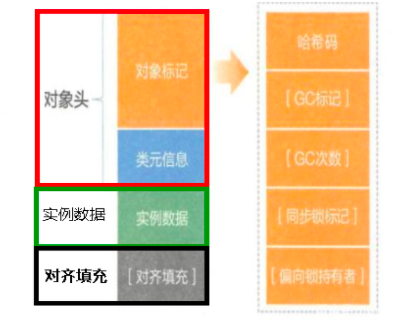 对象头
对象标记
类元信息
实例数据
实例数据
对齐填充
[ 对齐填充 ]
哈希码
[ GC标记 ]
[ GC次数 ]
[ 同步锁标记 ]
[ 偏向锁持有者 ]